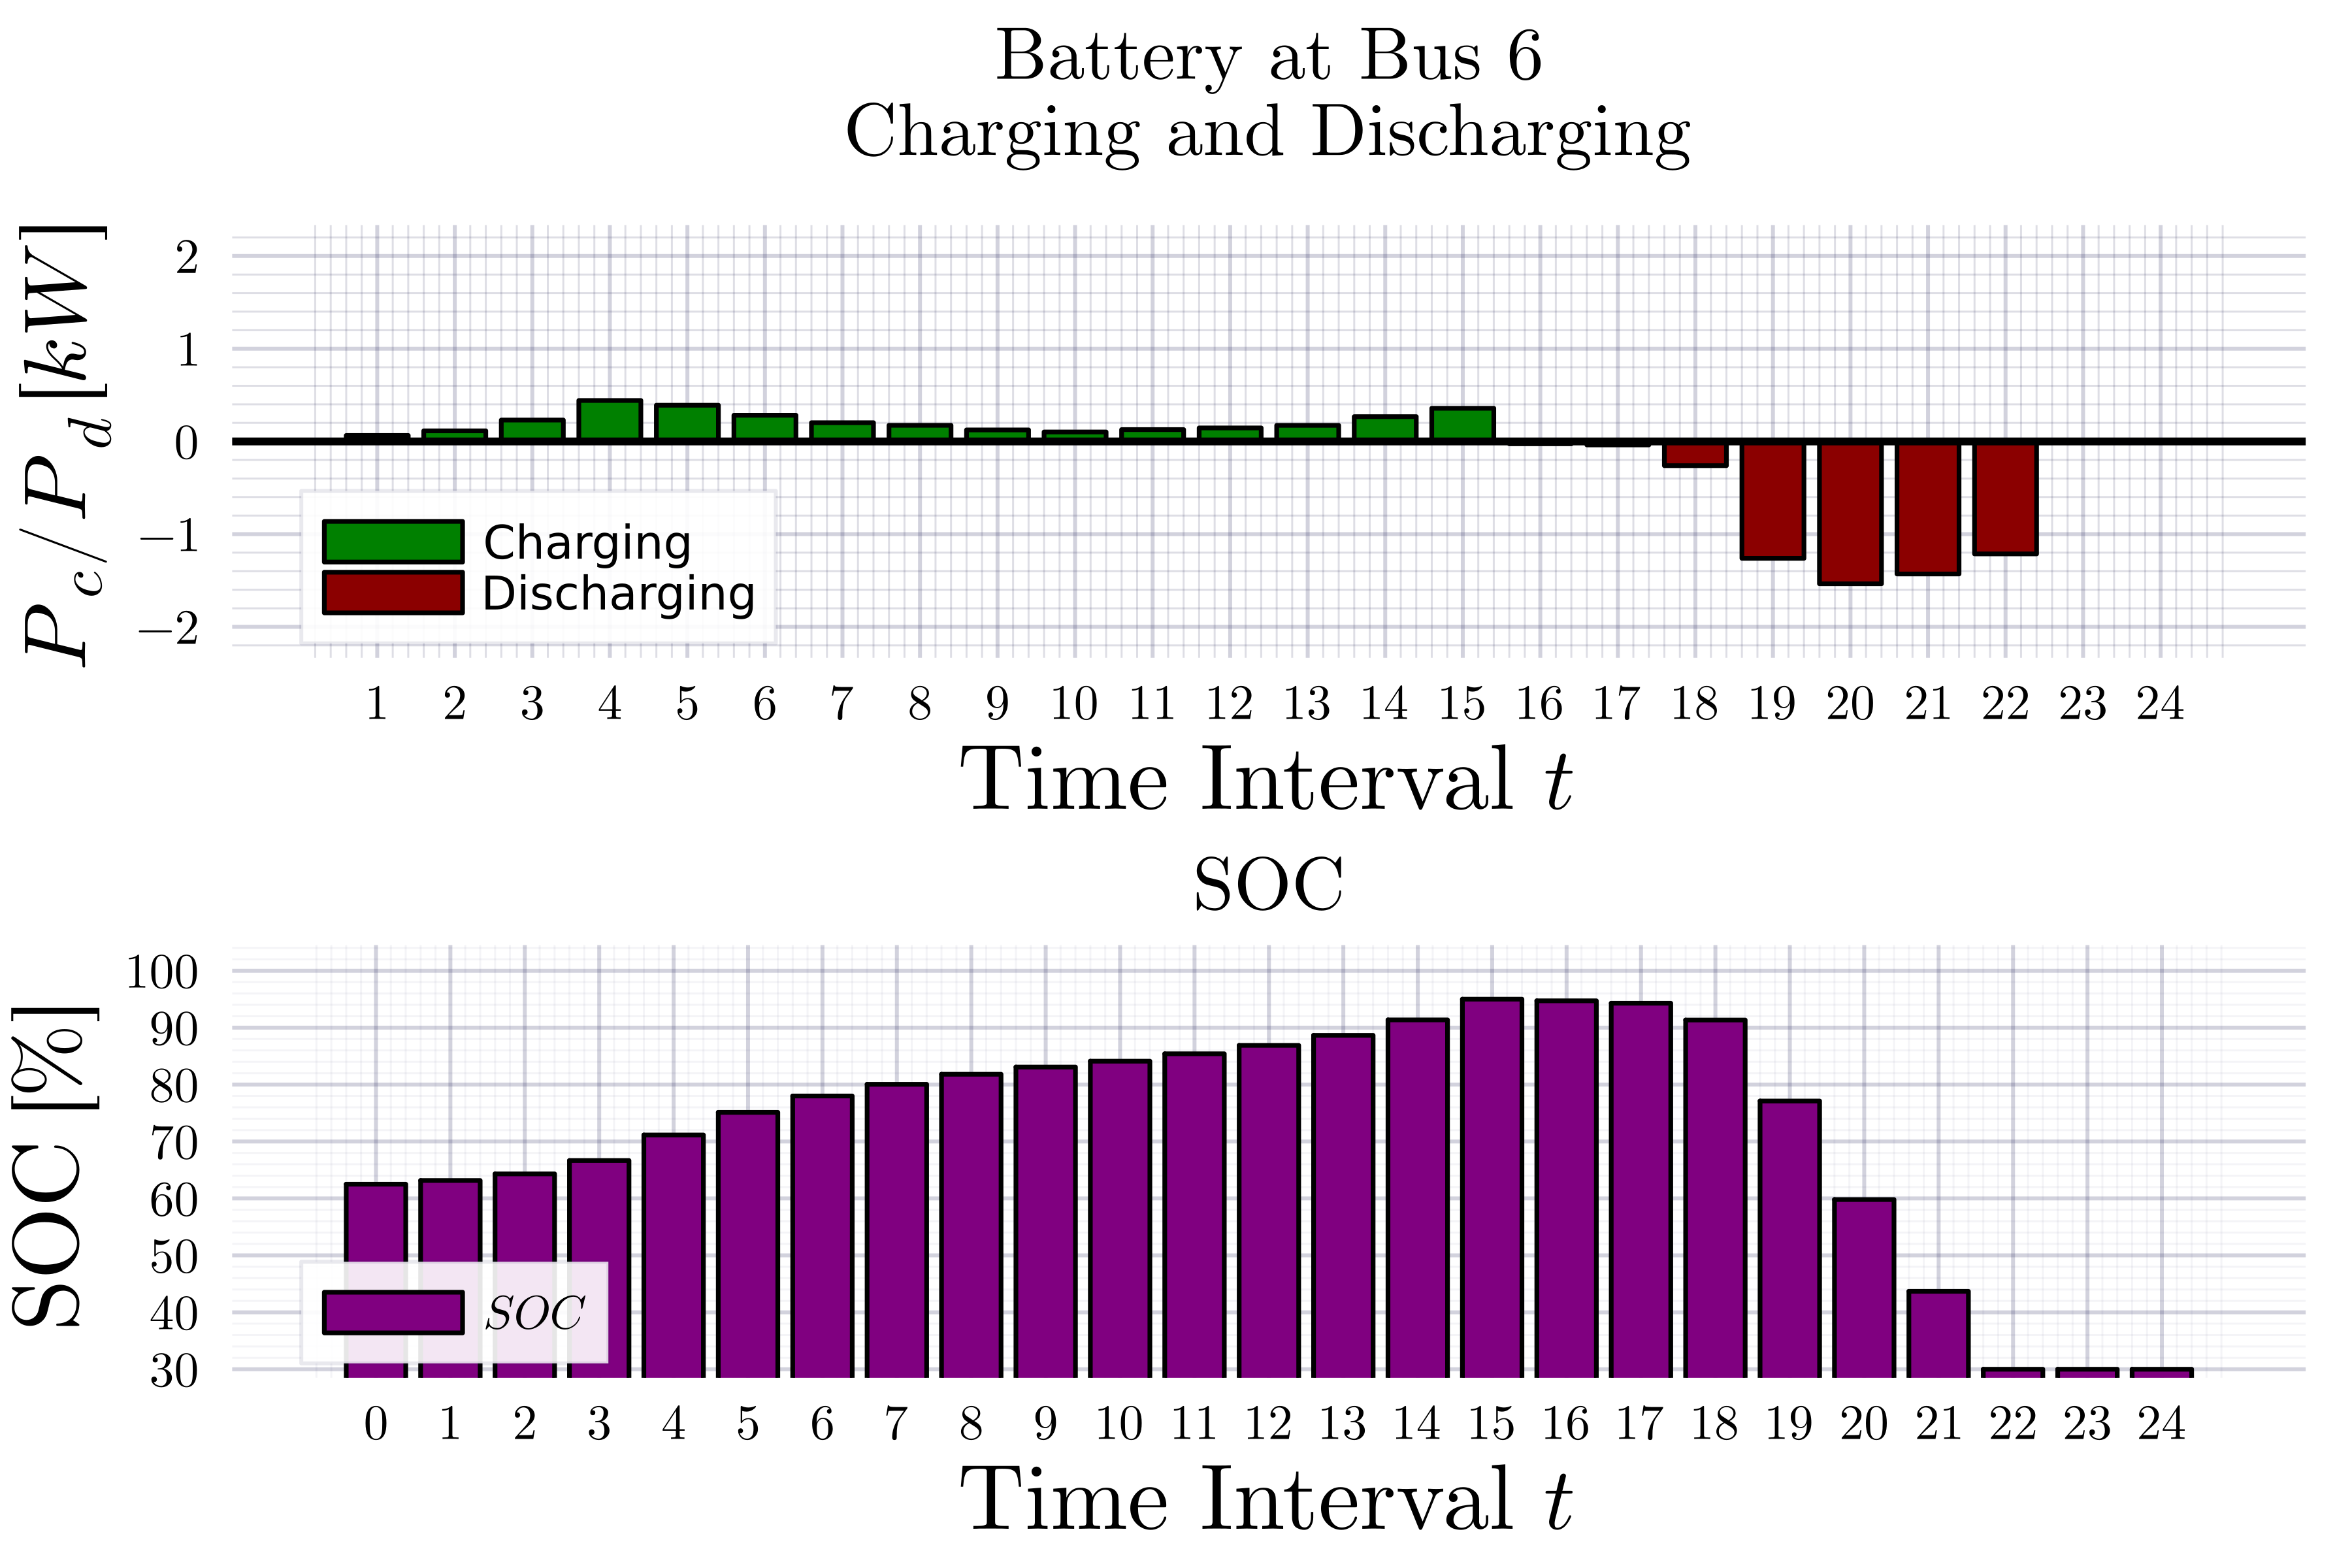 Battery at Bus 6
Charging and Discharging
P_c/P_d [kW]
2
1
0
−1
−2
Charging
Discharging
1 2 3 4 5 6 7 8 9 10 11 12 13 14 15 16 17 18 19 20 21 22 23 24
Time Interval t
SOC
SOC [%]
100
90
80
70
60
50
40
30
SOC
0 1 2 3 4 5 6 7 8 9 10 11 12 13 14 15 16 17 18 19 20 21 22 23 24
Time Interval t